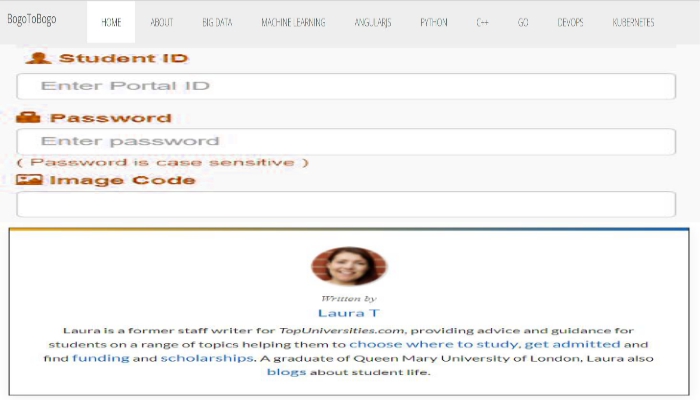 BogoToBogo HOME ABOUT BIG DATA MACHINE LEARNING ANGULARJS PYTHON C++ GO DEVOPS KUBERNETES
Student ID
Enter Portal ID
Password
Enter password
( Password is case sensitive )
Image Code
Written by
Laura T
Laura is a former staff writer for TopUniversities.com, providing advice and guidance for
students on a range of topics helping them to choose where to study, get admitted and
find funding and scholarships. A graduate of Queen Mary University of London, Laura also
blogs about student life.